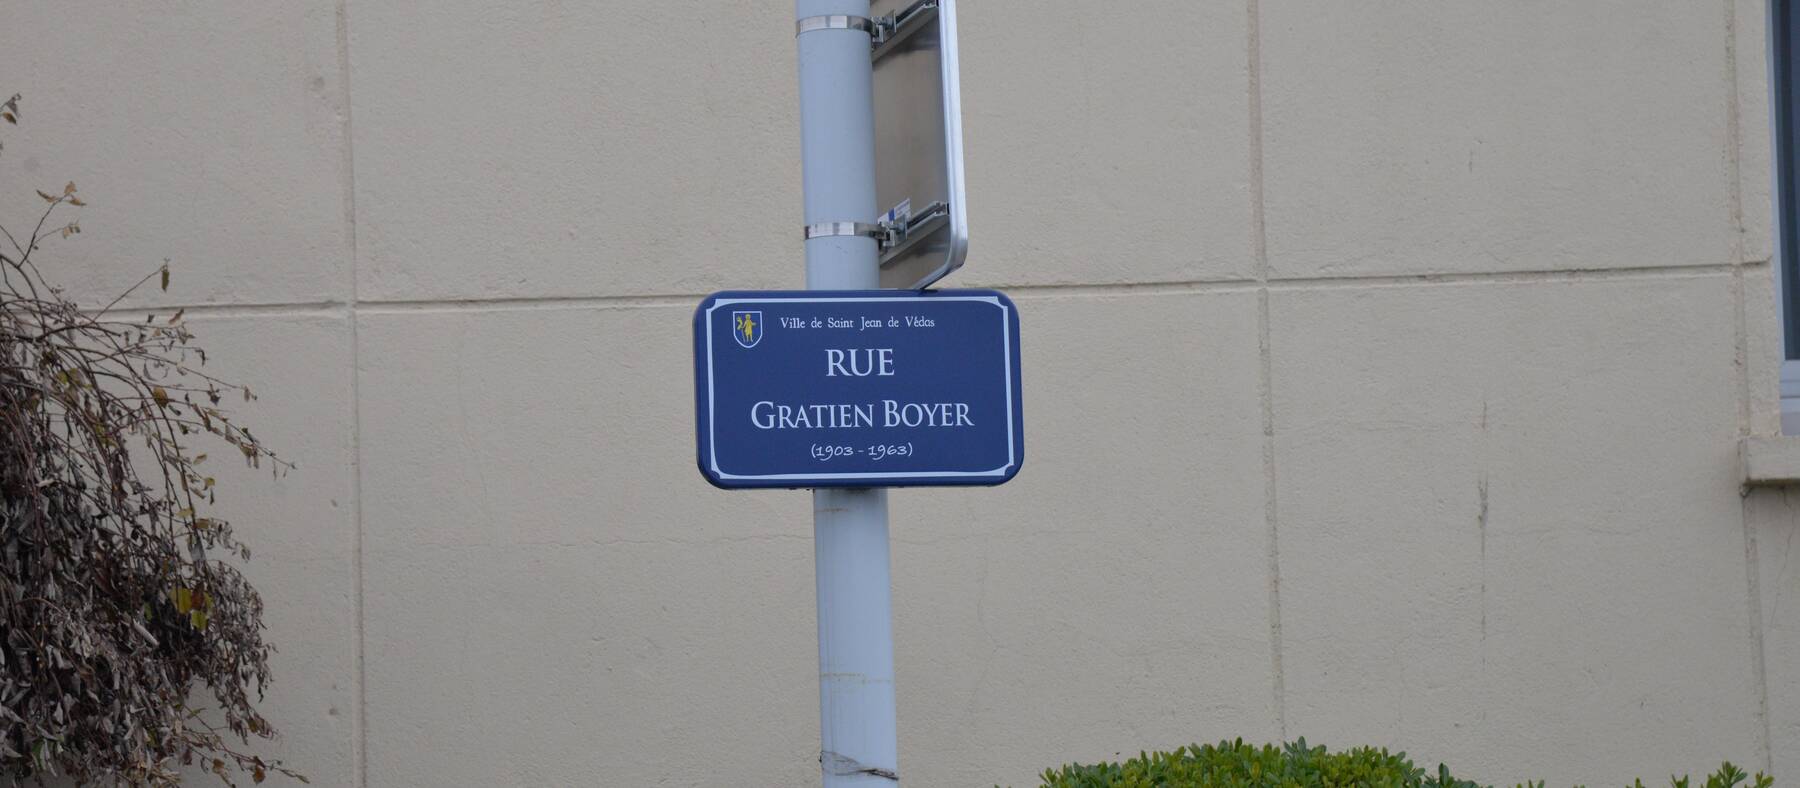 Ville de Saint Jean de Védas
RUE
GRATIEN BOYER
(1903 - 1963)